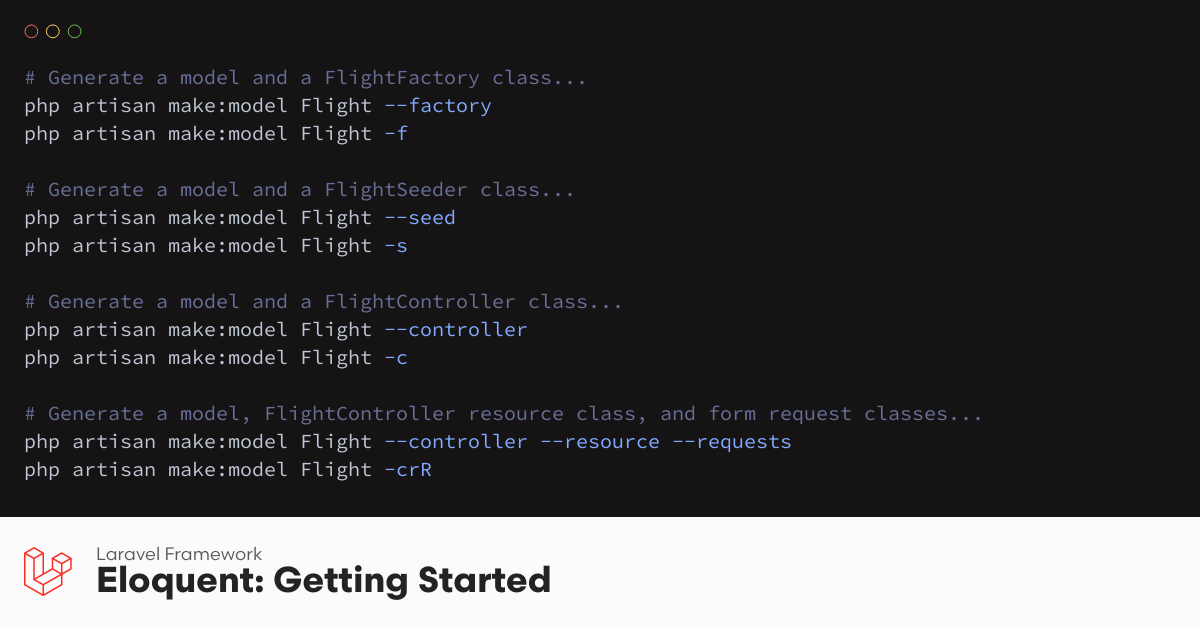 # Generate a model and a FlightFactory class...
php artisan make:model Flight --factory
php artisan make:model Flight -f
# Generate a model and a FlightSeeder class...
php artisan make:model Flight --seed
php artisan make:model Flight -s
# Generate a model and a FlightController class...
php artisan make:model Flight --controller
php artisan make:model Flight -c
# Generate a model, FlightController resource class, and form request classes...
php artisan make:model Flight --controller --resource --requests
php artisan make:model Flight -crR
Laravel Framework
Eloquent: Getting Started